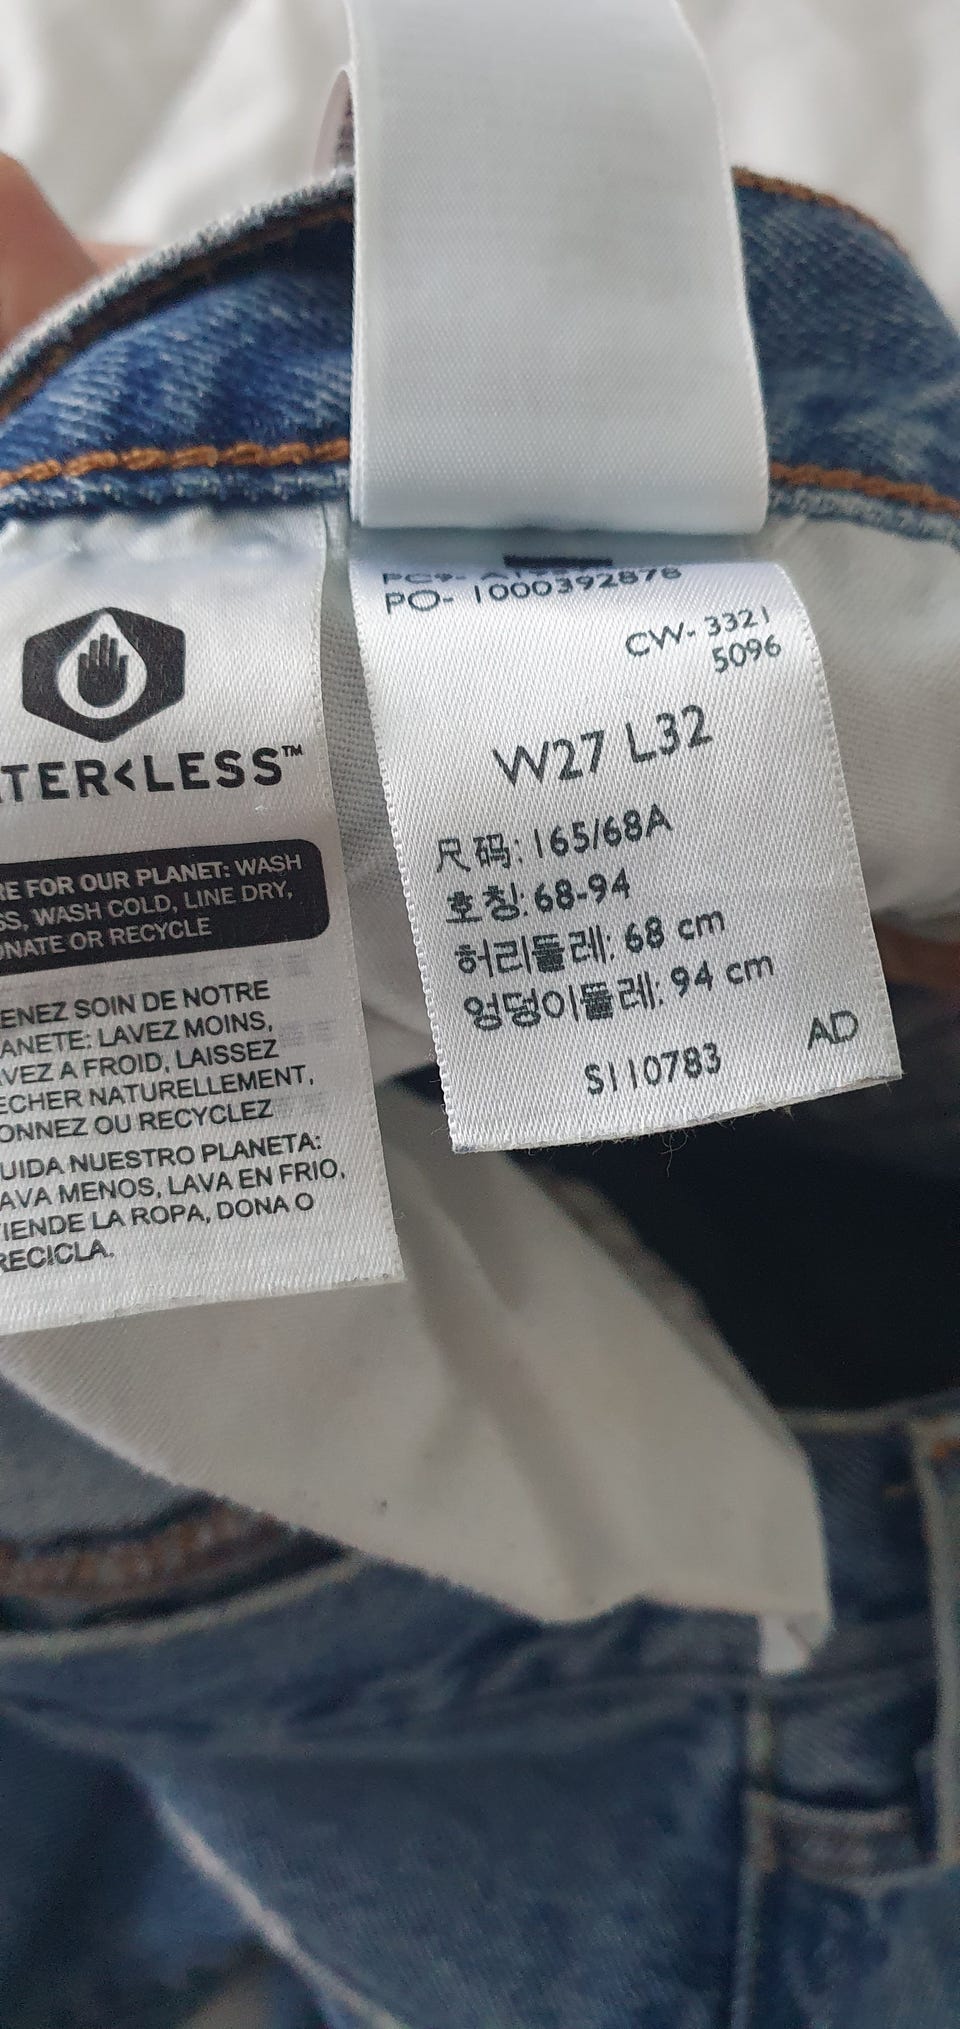 TER<LESS™
RE FOR OUR PLANET: WASH
SS, WASH COLD, LINE DRY,
ONATE OR RECYCLE
ENEZ SOIN DE NOTRE
ANETE: LAVEZ MOINS,
VEZ A FROID, LAISSEZ
ECHER NATURELLEMENT,
ONNEZ OU RECYCLEZ
UIDA NUESTRO PLANETA:
AVA MENOS, LAVA EN FRIO,
TIENDE LA ROPA, DONA O
RECICLA.
PO- 1000392878
CW- 3321
5096
W27 L32
尺码: 165/68A
호칭: 68-94
허리둘레: 68 cm
엉덩이둘레: 94 cm
AD
S110783